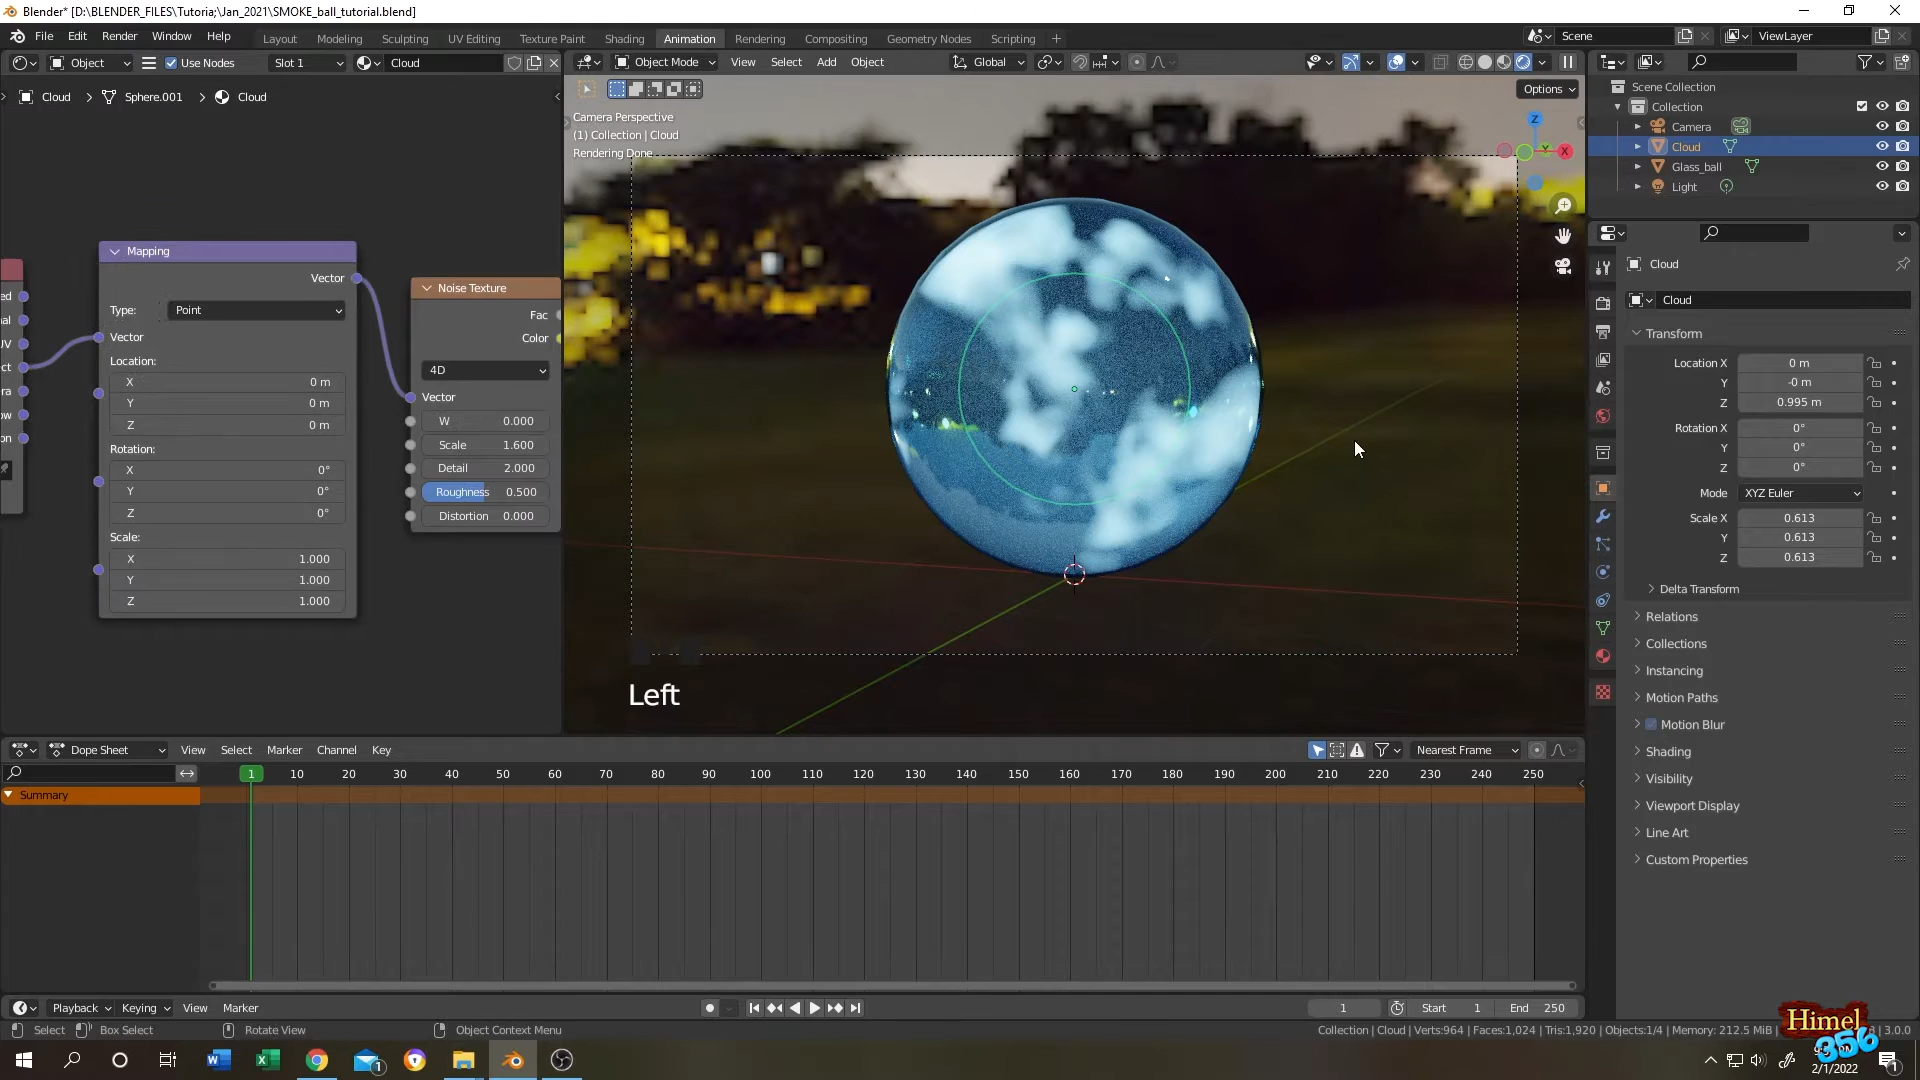 Blender* [D:\BLENDER_FILES\Tutoria;\Jan_2021\SMOKE_ball_tutorial.blend]
File Edit Render Window Help
Layout Modeling Sculpting UV Editing Texture Paint Shading Animation Rendering Compositing Geometry Nodes Scripting +
Scene ViewLayer
Object Use Nodes Slot 1 Cloud
Object Mode View Select Add Object Global
Cloud > Sphere.001 > Cloud
Options
Camera Perspective
(1) Collection | Cloud
Rendering Done
Scene Collection
Collection
Camera
Cloud
Glass_ball
Light
Z
Y
X
Mapping
Vector
Type: Point
Vector
Location:
X 0 m
Y 0 m
Z 0 m
Rotation:
X 0°
Y 0°
Z 0°
Scale:
X 1.000
Y 1.000
Z 1.000
Noise Texture
Fac
Color
4D
Vector
W 0.000
Scale 1.600
Detail 2.000
Roughness 0.500
Distortion 0.000
Left
Cloud
Cloud
Transform
Location X 0 m
Y -0 m
Z 0.995 m
Rotation X 0°
Y 0°
Z 0°
Mode XYZ Euler
Scale X 0.613
Y 0.613
Z 0.613
Delta Transform
Relations
Collections
Instancing
Motion Paths
Motion Blur
Shading
Visibility
Viewport Display
Line Art
Custom Properties
Dope Sheet View Select Marker Channel Key
Nearest Frame
1 10 20 30 40 50 60 70 80 90 100 110 120 130 140 150 160 170 180 190 200 210 220 230 240 250
Summary
Playback Keying View Marker
1 Start 1 End 250
Select Box Select Rotate View Object Context Menu
Collection | Cloud | Verts:964 | Faces:1,024 | Tris:1,920 | Objects:1/4 | Memory: 212.5 MiB | 3.0.0
Himel
356
2/1/2022